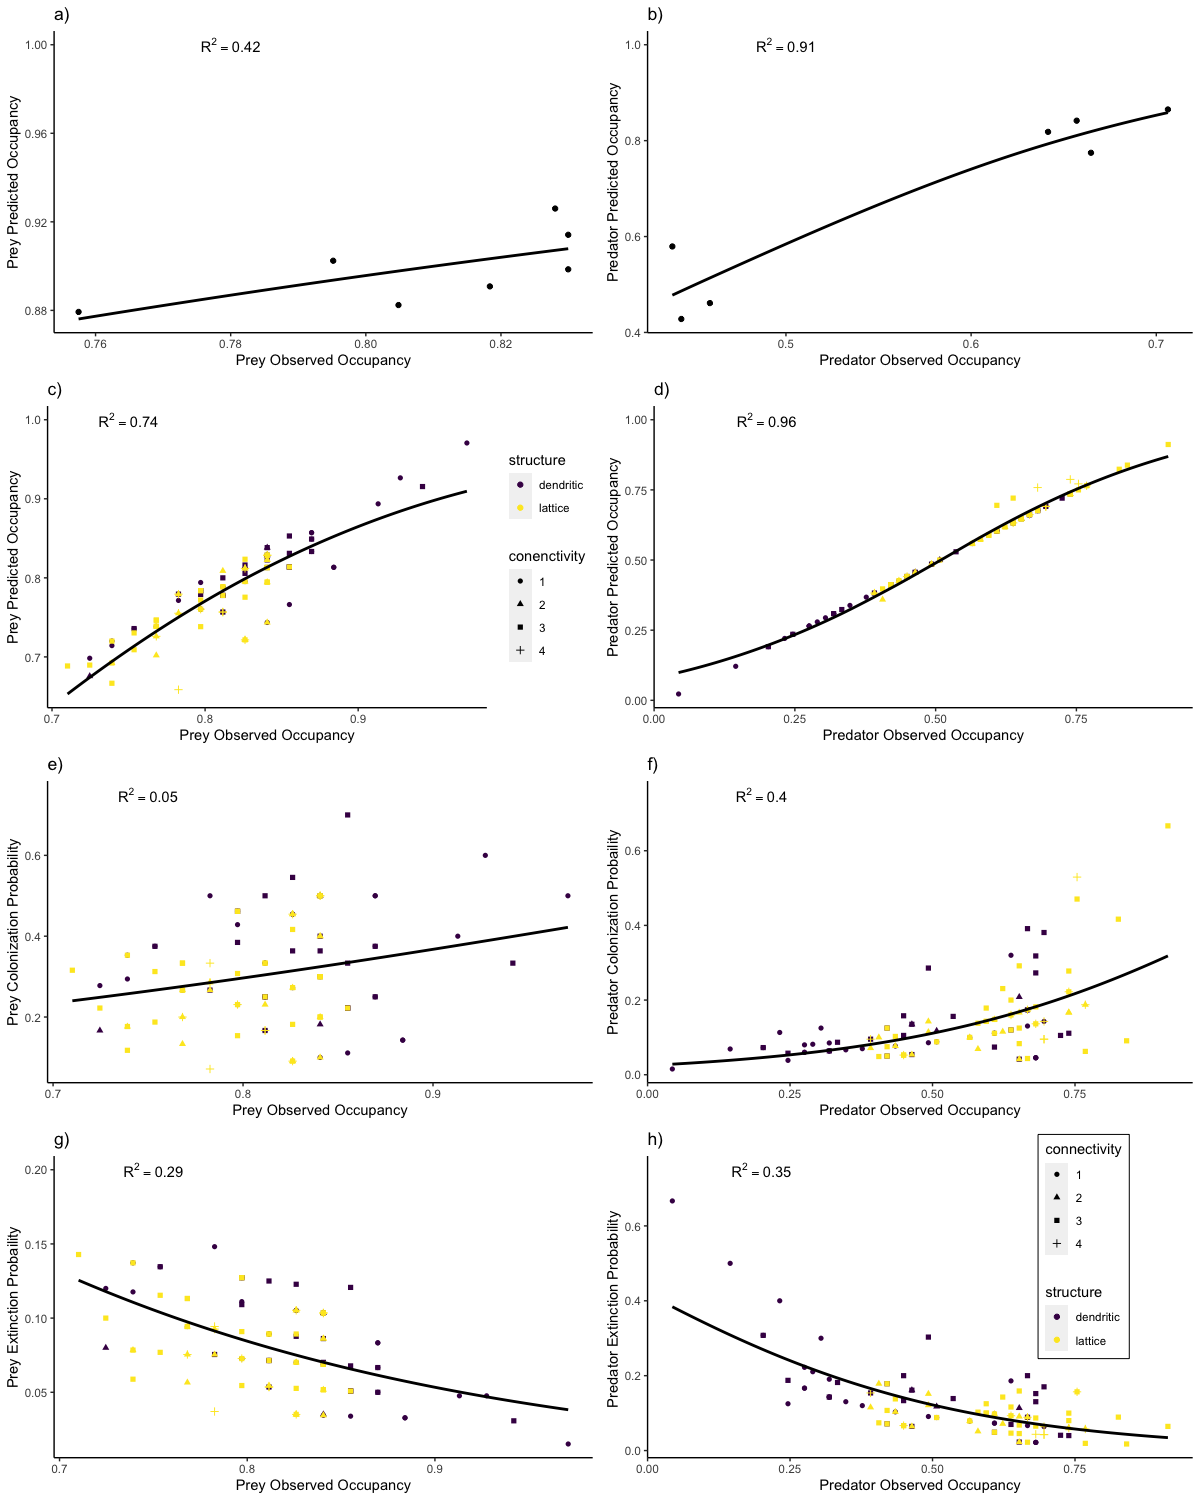 a)
R² = 0.42
1.00
0.96
0.92
0.88
Prey Predicted Occupancy
0.76 0.78 0.80 0.82
Prey Observed Occupancy
b)
R² = 0.91
1.0
0.8
0.6
0.4
Predator Predicted Occupancy
0.5 0.6 0.7
Predator Observed Occupancy
c)
R² = 0.74
1.0
0.9
0.8
0.7
Prey Predicted Occupancy
0.7 0.8 0.9
Prey Observed Occupancy
structure
dendritic
lattice
conenctivity
1
2
3
4
d)
R² = 0.96
1.00
0.75
0.50
0.25
0.00
Predator Predicted Occupancy
0.00 0.25 0.50 0.75
Predator Observed Occupancy
e)
R² = 0.05
0.6
0.4
0.2
Prey Colonization Probability
0.7 0.8 0.9
Prey Observed Occupancy
f)
R² = 0.4
0.6
0.4
0.2
0.0
Predator Colonization Probaility
0.00 0.25 0.50 0.75
Predator Observed Occupancy
g)
R² = 0.29
0.20
0.15
0.10
0.05
Prey Extinction Probaility
0.7 0.8 0.9
Prey Observed Occupancy
h)
R² = 0.35
0.6
0.4
0.2
0.0
Predator Extinction Probaility
0.00 0.25 0.50 0.75
Predator Observed Occupancy
connectivity
1
2
3
4
structure
dendritic
lattice